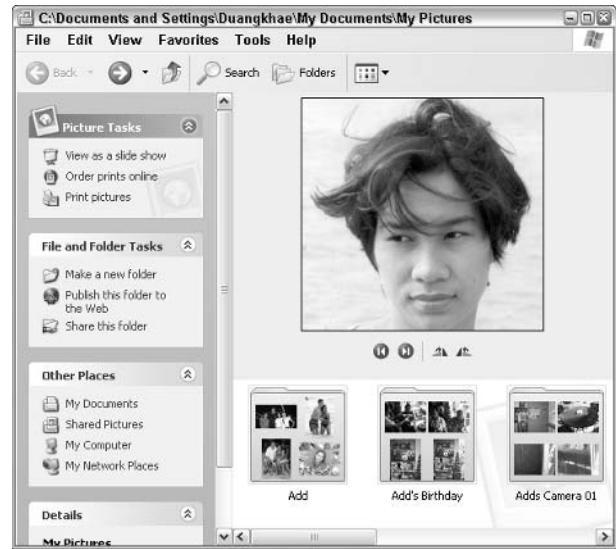 C:\Documents and Settings\Duangkhae\My Documents\My Pictures
File Edit View Favorites Tools Help
Back Search Folders
Picture Tasks
View as a slide show
Order prints online
Print pictures
File and Folder Tasks
Make a new folder
Publish this folder to
the Web
Share this folder
Other Places
My Documents
Shared Pictures
My Computer
My Network Places
Details
My Pictures
Add Add's Birthday Adds Camera 01